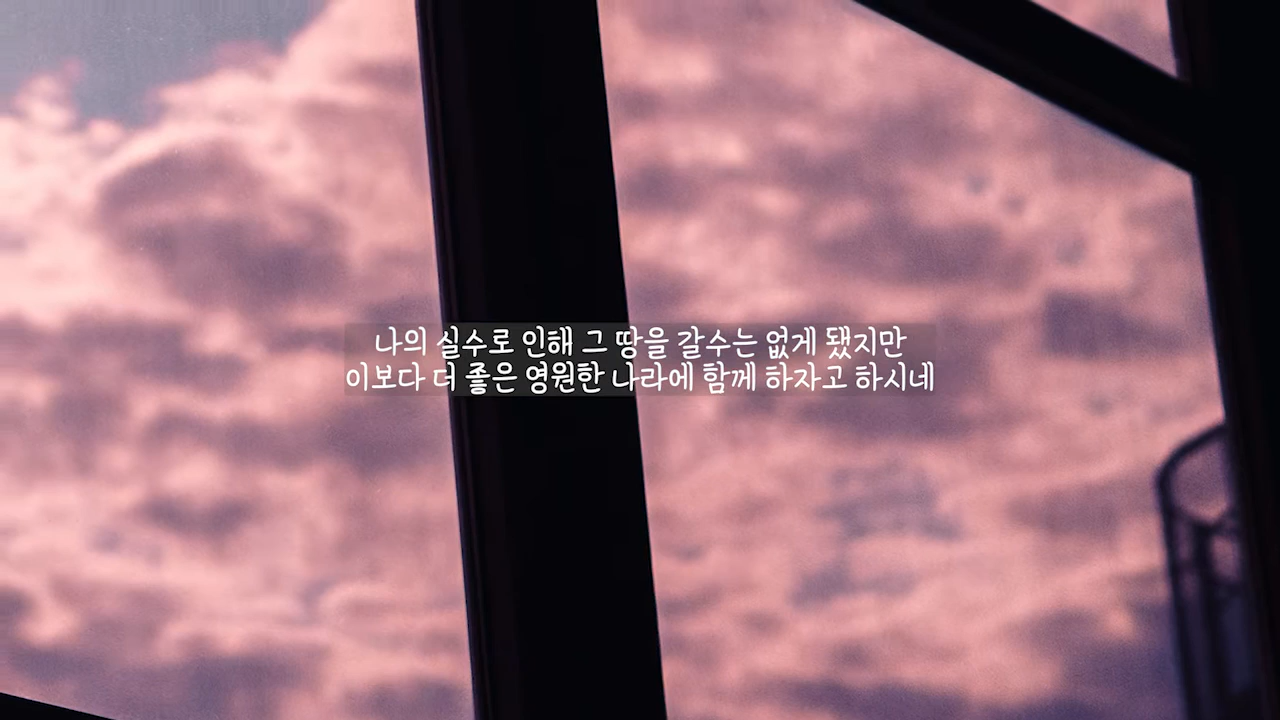 나의 실수로 인해 그 땅을 갈수는 없게 됐지만
이보다 더 좋은 영원한 나라에 함께 하자고 하시네